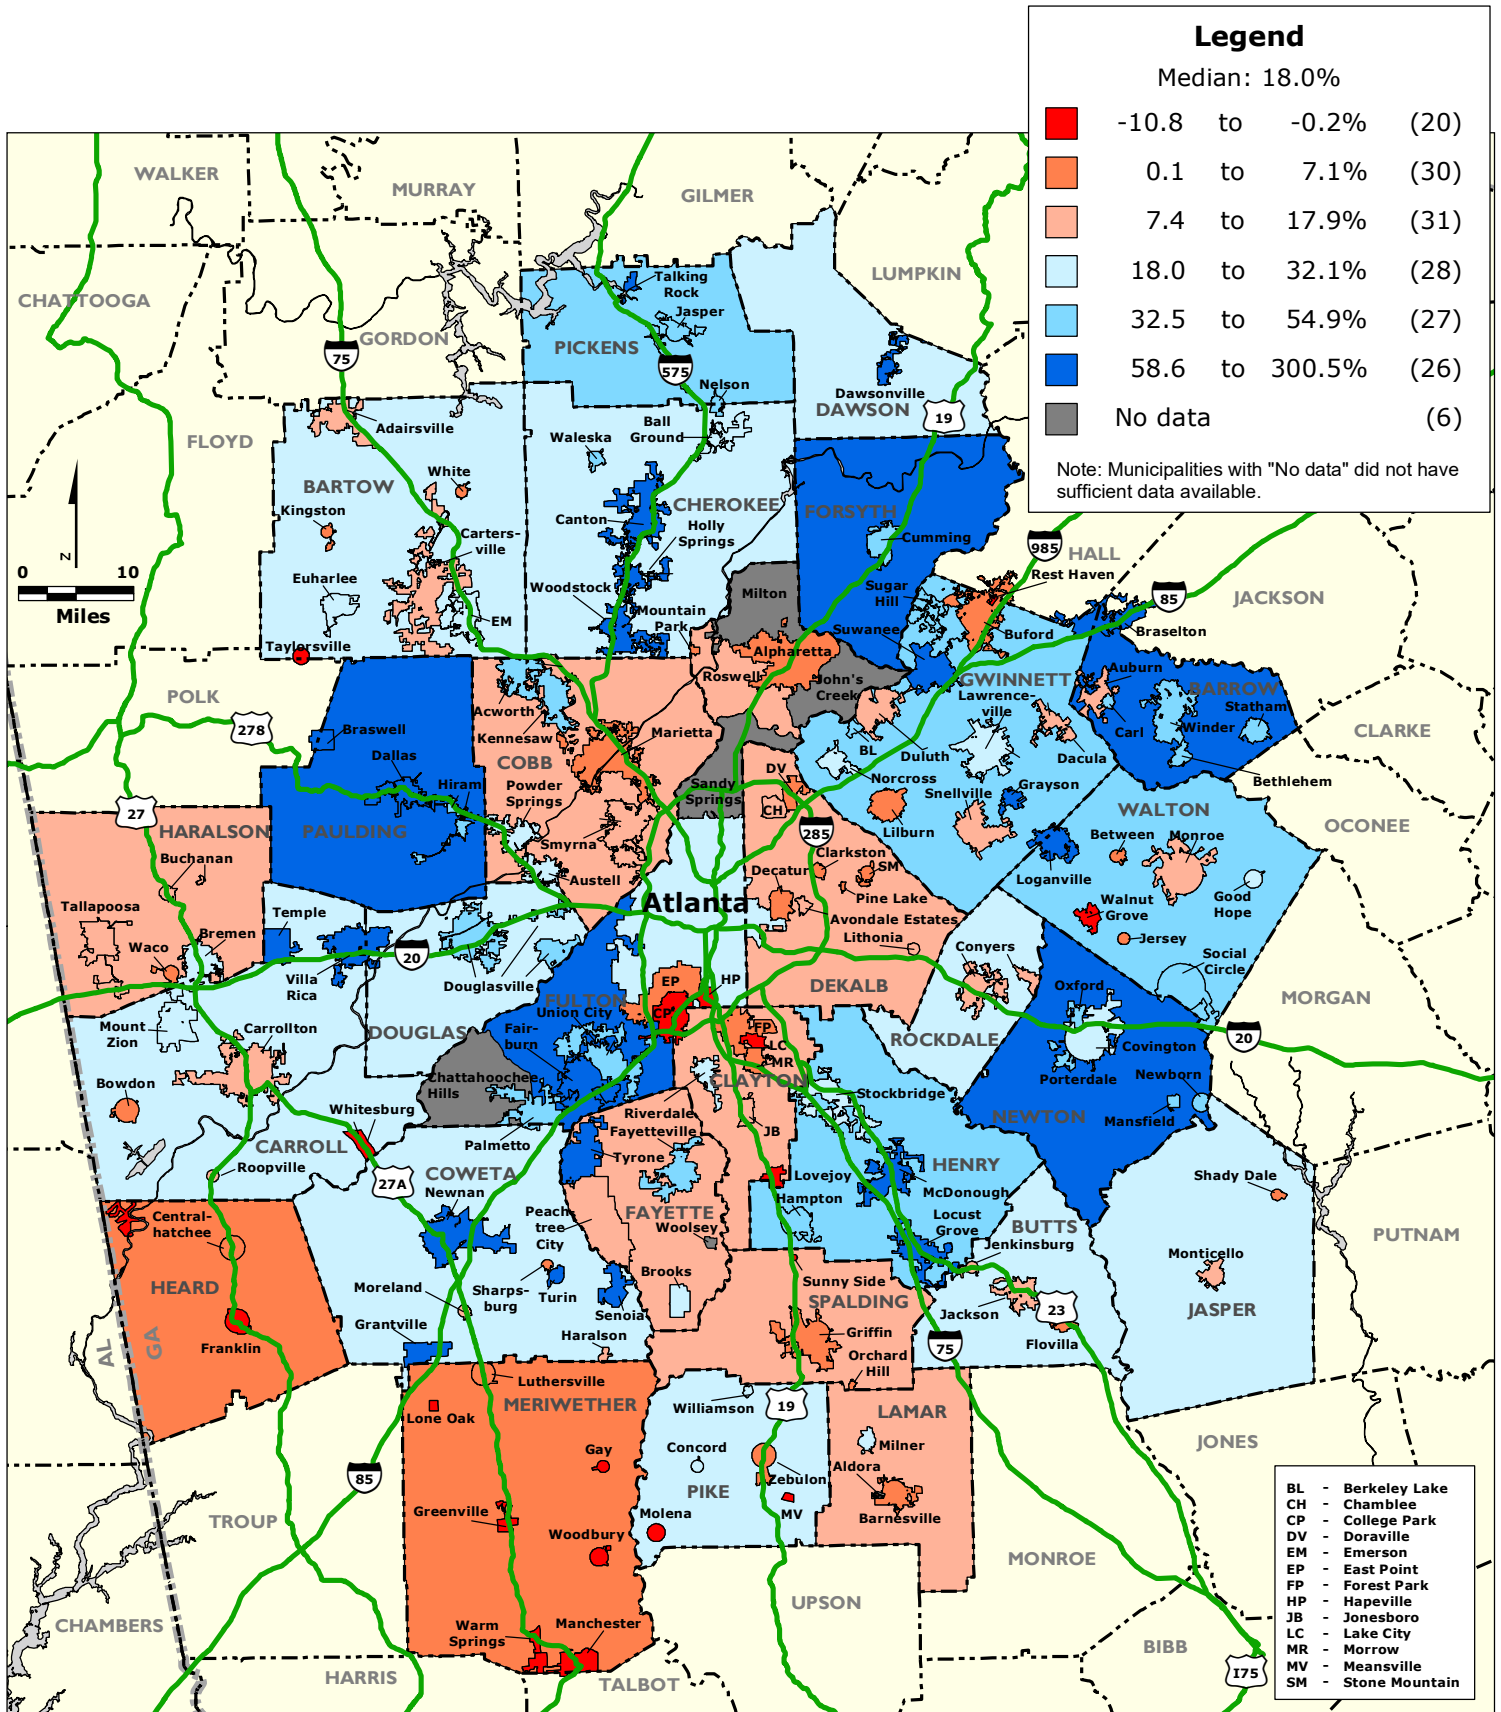 Legend
Median: 18.0%
-10.8 to -0.2% (20)
0.1 to 7.1% (30)
7.4 to 17.9% (31)
18.0 to 32.1% (28)
32.5 to 54.9% (27)
58.6 to 300.5% (26)
No data (6)
Note: Municipalities with "No data" did not have
sufficient data available.
WALKER
MURRAY
GILMER
LUMPKIN
CHATTOOGA
GORDON
Talking
Rock
Jasper
PICKENS
75
575
Nelson
Dawsonville
DAWSON
19
FLOYD
Adairsville
Ball
Ground
Waleska
White
BARTOW
Kingston
CHEROKEE
FORSYTH
Canton
Holly
Springs
Carters-
ville
Cumming
985
HALL
Rest Haven
N
0 10
Miles
Euharlee
Woodstock
Mountain
Park
Milton
Sugar
Hill
85
JACKSON
EM
Suwanee
Buford
Braselton
Taylorsville
Alpharetta
Roswell
John's
Creek
GWINNETT
Lawrence-
ville
Auburn
BARROW
Statham
POLK
278
Braswell
Acworth
Kennesaw
Marietta
Carl
Winder
CLARKE
Dallas
COBB
BL
Duluth
Dacula
Bethlehem
Hiram
Powder
Springs
Sandy
Springs
DV
Norcross
Snellville
Grayson
27
HARALSON
PAULDING
CH
285
Lilburn
WALTON
Between
Monroe
OCONEE
Buchanan
Smyrna
Austell
Clarkston
SM
Decatur
Pine Lake
Loganville
Good
Hope
Tallapoosa
Temple
Atlanta
Avondale Estates
Lithonia
Walnut
Grove
Waco
Bremen
Villa
Rica
20
Conyers
Jersey
Social
Circle
Douglasville
EP
HP
DEKALB
Oxford
MORGAN
FULTON
Union City
CP
Mount
Zion
Carrollton
DOUGLAS
Fair-
burn
FP
LC
MR
ROCKDALE
Covington
20
Bowdon
Chattahoochee
Hills
CLAYTON
Stockbridge
Porterdale
Newborn
Whitesburg
Riverdale
Fayetteville
JB
NEWTON
Mansfield
CARROLL
Palmetto
Tyrone
Roopville
27A
COWETA
Newnan
Lovejoy
HENRY
McDonough
Shady Dale
Hampton
Central-
hatchee
Peach
tree
City
FAYETTE
Woolsey
Locust
Grove
BUTTS
Jenkinsburg
PUTNAM
HEARD
Moreland
Sharps-
burg
Turin
Brooks
Sunny Side
SPALDING
Jackson
23
Monticello
JASPER
AL
GA
Franklin
Grantville
Senoia
Haralson
Griffin
Orchard
Hill
75
Flovilla
Luthersville
MERIWETHER
Williamson
19
LAMAR
Lone Oak
Gay
Concord
Milner
JONES
85
Zebulon
Aldora
Greenville
Molena
PIKE
MV
Barnesville
TROUP
Woodbury
MONROE
UPSON
CHAMBERS
Warm
Springs
Manchester
BIBB
HARRIS
TALBOT
I75
BL - Berkeley Lake
CH - Chamblee
CP - College Park
DV - Doraville
EM - Emerson
EP - East Point
FP - Forest Park
HP - Hapeville
JB - Jonesboro
LC - Lake City
MR - Morrow
MV - Meansville
SM - Stone Mountain